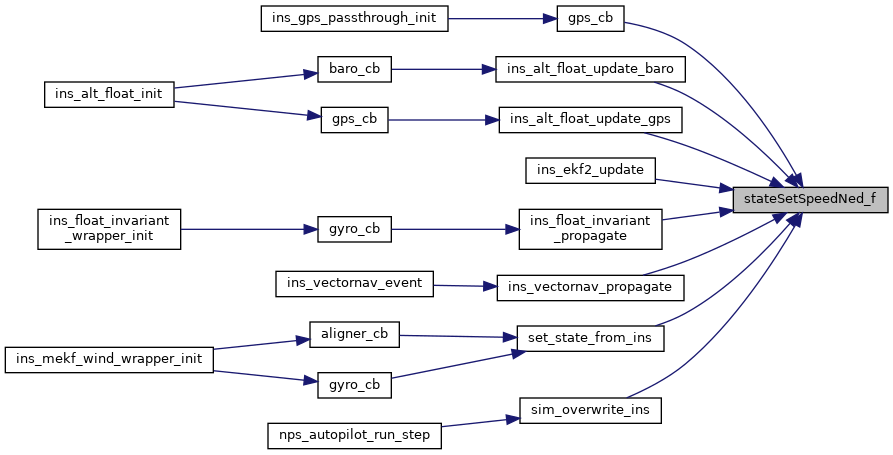 ins_gps_passthrough_init
gps_cb
baro_cb
ins_alt_float_update_baro
ins_alt_float_init
gps_cb
ins_alt_float_update_gps
ins_ekf2_update
stateSetSpeedNed_f
ins_float_invariant
_wrapper_init
gyro_cb
ins_float_invariant
_propagate
ins_vectornav_event
ins_vectornav_propagate
aligner_cb
set_state_from_ins
ins_mekf_wind_wrapper_init
gyro_cb
sim_overwrite_ins
nps_autopilot_run_step